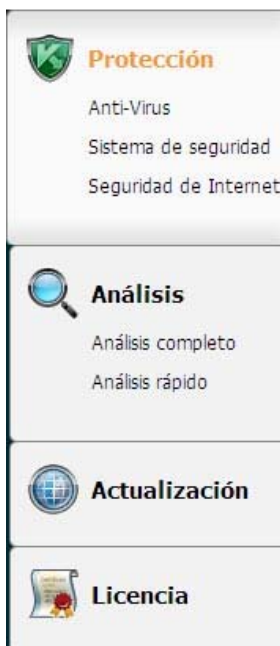 Protección
Anti-Virus
Sistema de seguridad
Seguridad de Internet
Análisis
Análisis completo
Análisis rápido
Actualización
Licencia